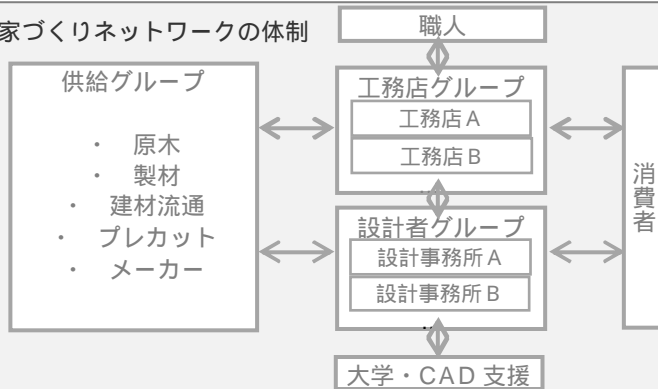 家づくりネットワークの体制
職人
供給グループ
・ 原木
・ 製材
・ 建材流通
・ プレカット
・ メーカー
工務店グループ
工務店A
工務店B
…
設計者グループ
設計事務所A
設計事務所B
…
大学・CAD 支援
消費者